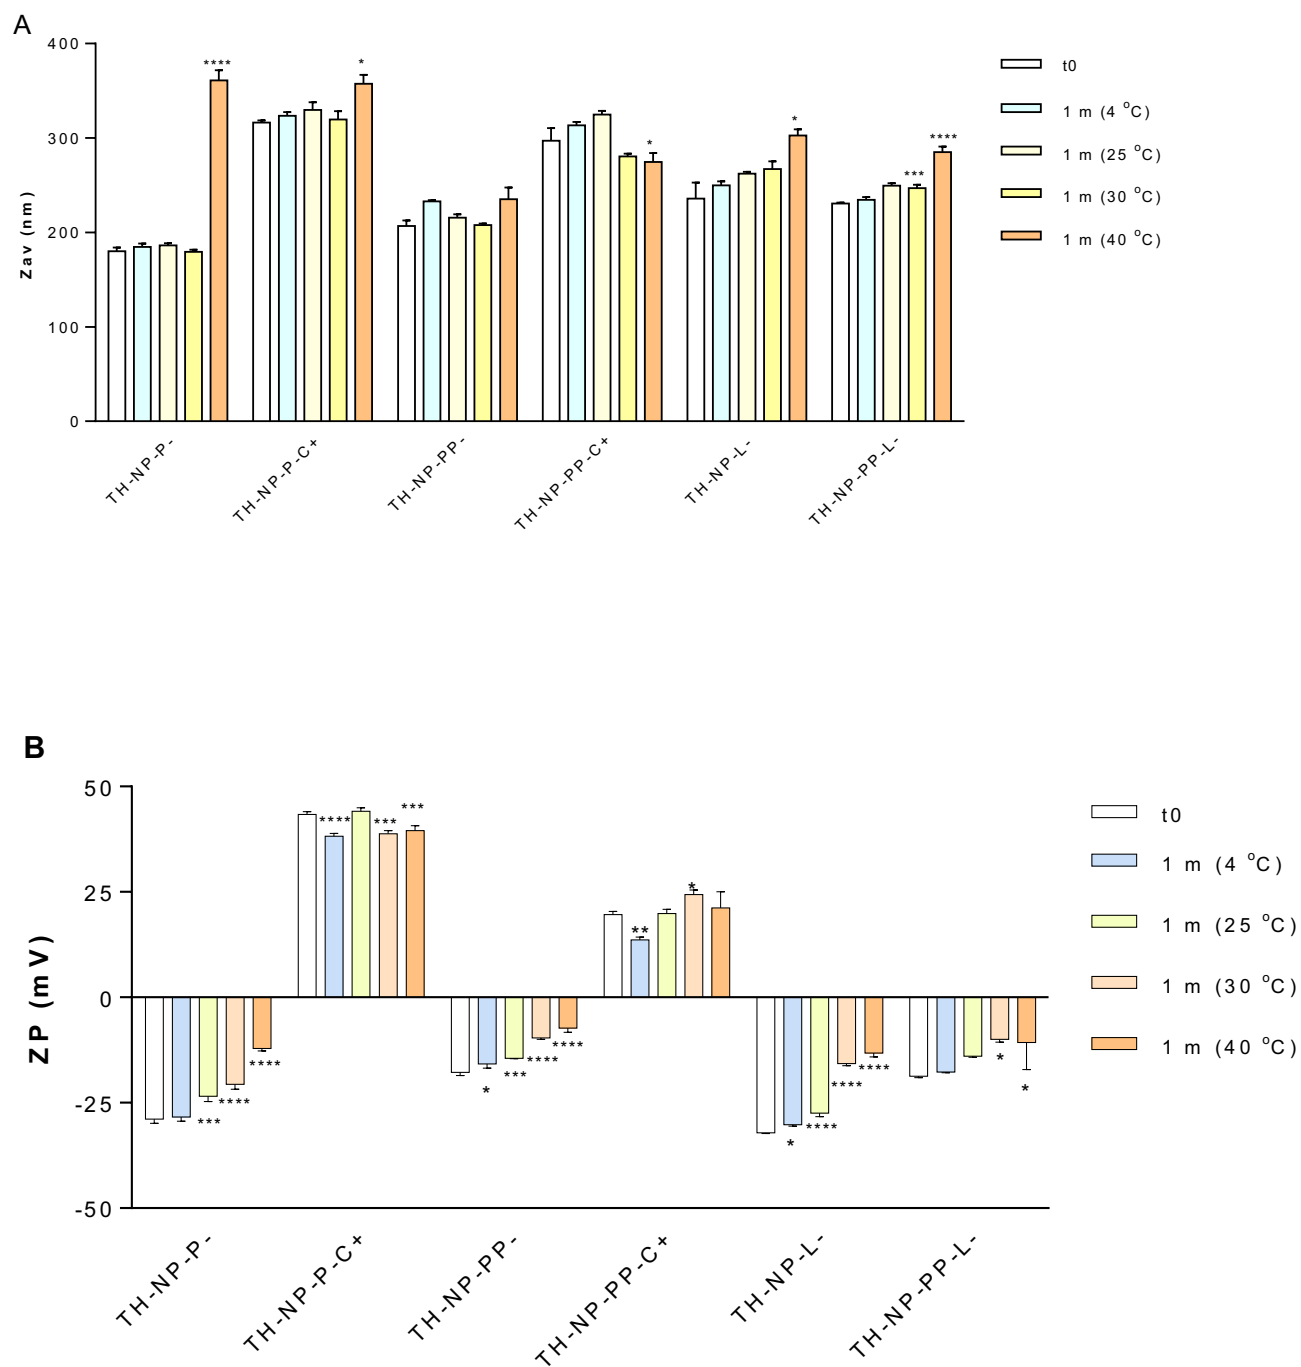 A
400
300
200
100
0
Zav (nm)
****
*
*
*
***
****
TH-NP-P-
TH-NP-P-C+
TH-NP-PP-
TH-NP-PP-C+
TH-NP-L-
TH-NP-PP-L-
t0
1 m (4 °C)
1 m (25 °C)
1 m (30 °C)
1 m (40 °C)
B
50
25
0
-25
-50
ZP (mV)
***
****
****
****
***
***
*
***
****
****
**
*
*
****
****
****
*
*
TH-NP-P-
TH-NP-P-C+
TH-NP-PP-
TH-NP-PP-C+
TH-NP-L-
TH-NP-PP-L-
t0
1 m (4 °C)
1 m (25 °C)
1 m (30 °C)
1 m (40 °C)